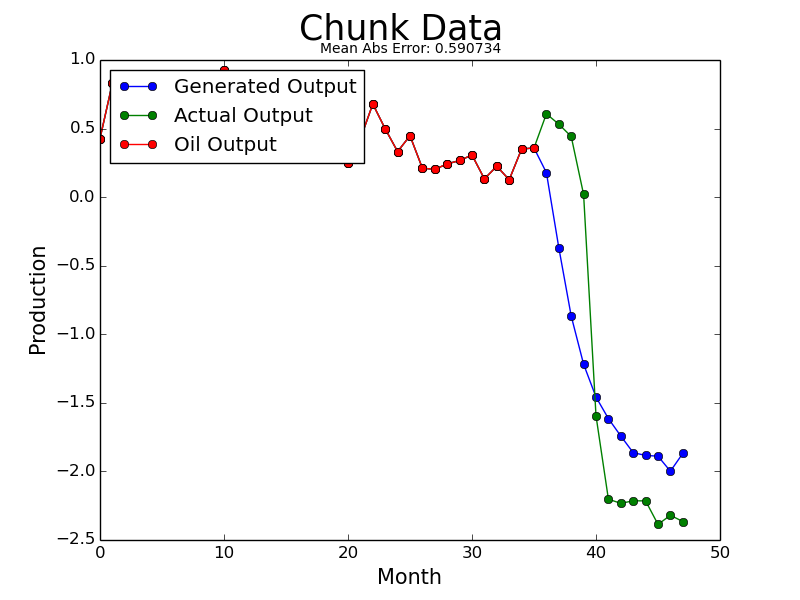 Chunk Data
Mean Abs Error: 0.590734
Generated Output
Actual Output
Oil Output
1.0
0.5
0.0
−0.5
−1.0
−1.5
−2.0
−2.5
Production
0 10 20 30 40 50
Month